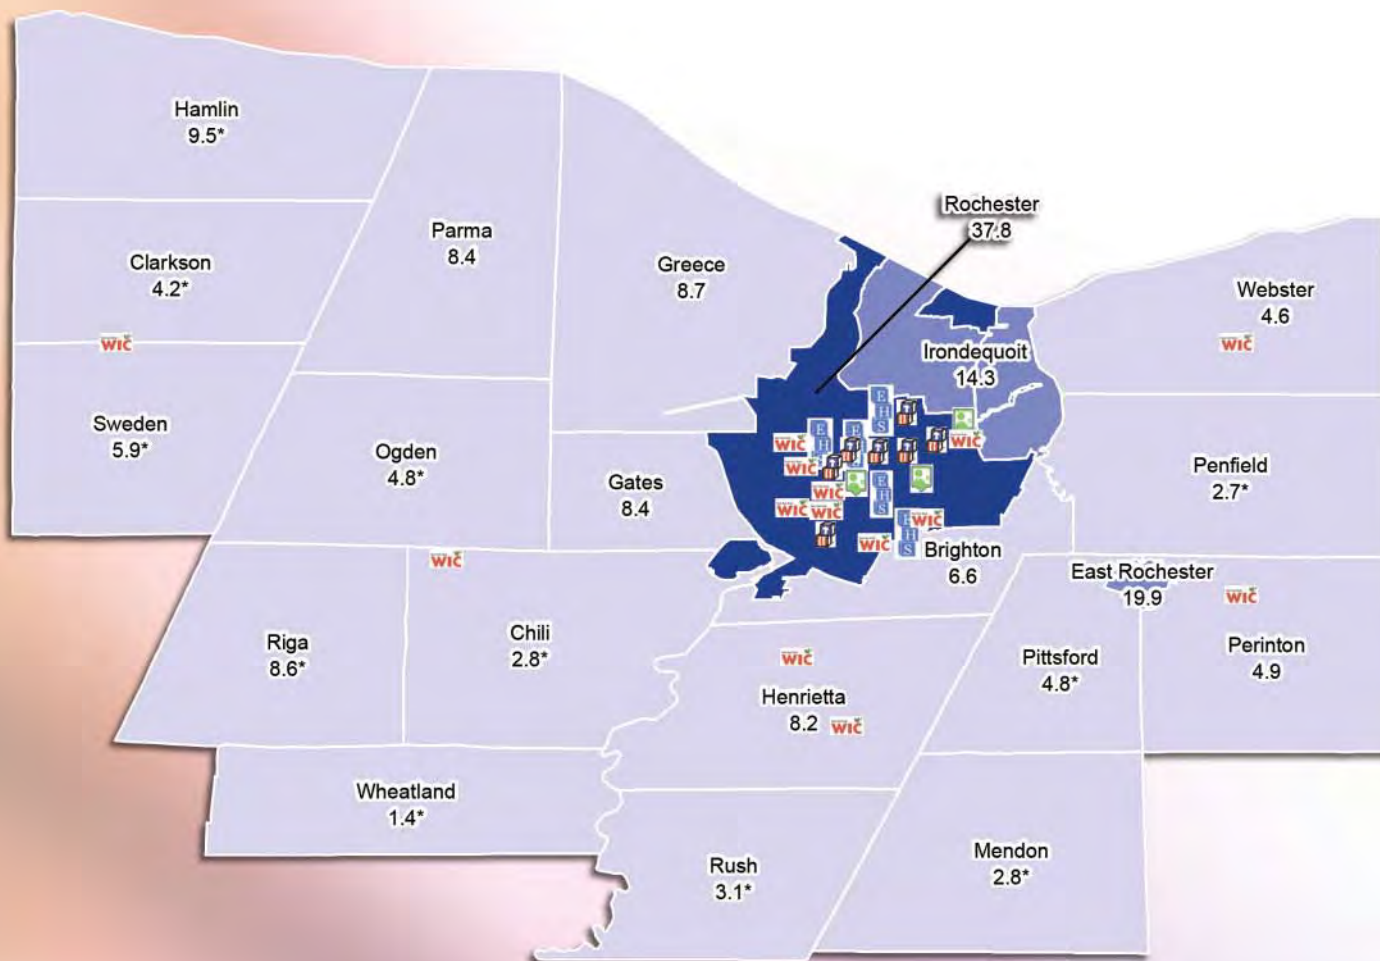 Hamlin
9.5*
Clarkson
4.2*
WIC
Sweden
5.9*
Parma
8.4
Greece
8.7
Rochester
37.8
Irondequoit
14.3
Webster
4.6
WIC
Ogden
4.8*
Gates
8.4
Penfield
2.7*
E
H
S
E
H
E
WIC
WIC
WIC
WIC
WIC
WIC
E
H
S
WIC
H
S
WIC
Brighton
6.6
East Rochester
19.9
WIC
Perinton
4.9
Pittsford
4.8*
WIC
Riga
8.6*
Chili
2.8*
WIC
Henrietta
8.2
WIC
Wheatland
1.4*
Rush
3.1*
Mendon
2.8*